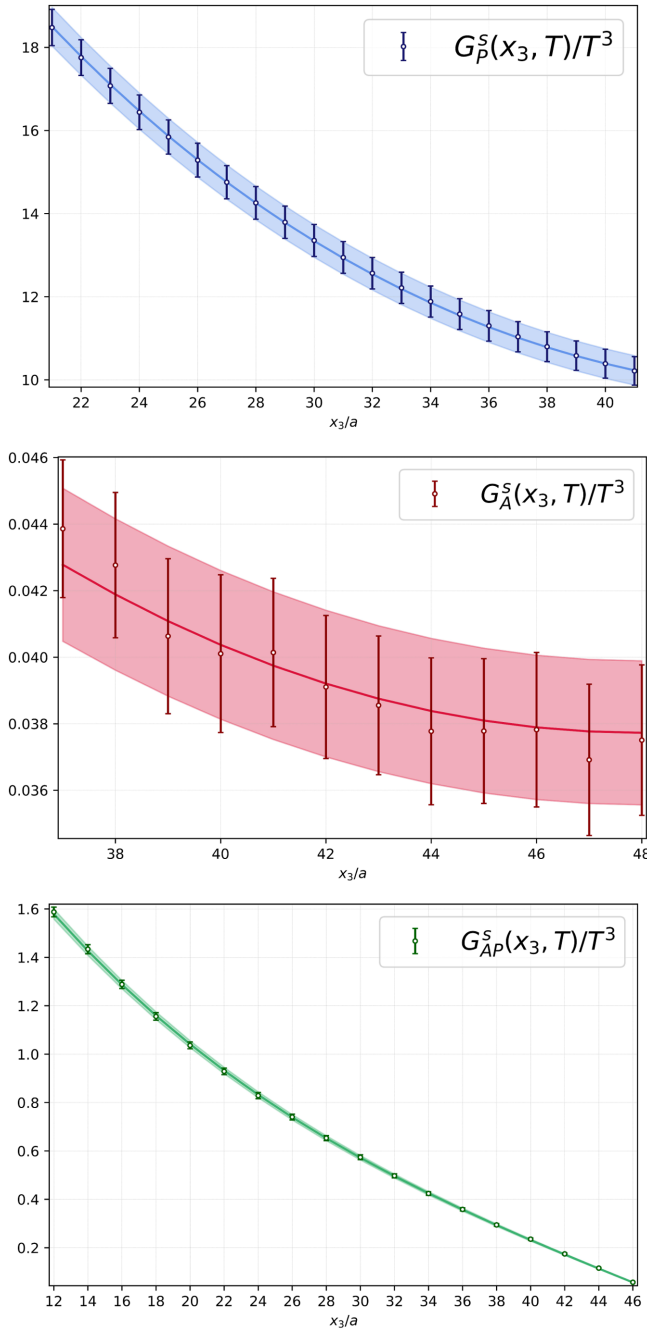 G_P^s(x_3, T)/T^3
18
16
14
12
10
22 24 26 28 30 32 34 36 38 40
x_3/a
G_A^s(x_3, T)/T^3
0.046
0.044
0.042
0.040
0.038
0.036
38 40 42 44 46 48
x_3/a
G_{AP}^s(x_3, T)/T^3
1.6
1.4
1.2
1.0
0.8
0.6
0.4
0.2
12 14 16 18 20 22 24 26 28 30 32 34 36 38 40 42 44 46
x_3/a